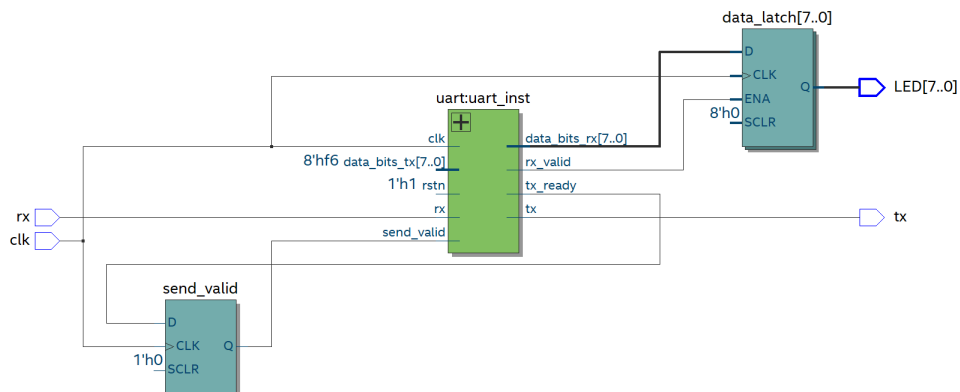 data_latch[7..0]
D
CLK
Q
LED[7..0]
ENA
8'h0
SCLR
uart:uart_inst
clk
data_bits_rx[7..0]
8'hf6 data_bits_tx[7..0]
rx_valid
1'h1 rstn
tx_ready
rx
rx
tx
tx
clk
send_valid
send_valid
D
CLK
Q
1'h0
SCLR